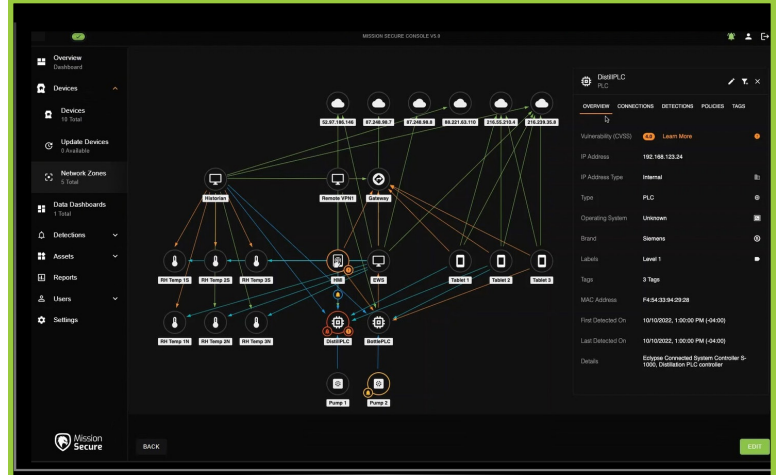 MISSION SECURE CONSOLE V5.6
Overview
Dashboard
Devices
Devices
18 Total
Update Devices
0 Available
Network Zones
5 Total
Data Dashboards
1 Total
Detections
Assets
Reports
Users
Settings
Mission
Secure
52.97.186.146
67.248.98.7
67.248.98.8
88.221.63.110
216.55.210.4
216.239.35.8
Historian
Remote VPN1
Gateway
RH Temp 1S
RH Temp 2S
RH Temp 3S
HMI
EWS
Tablet 1
Tablet 2
Tablet 3
RH Temp 1N
RH Temp 2N
RH Temp 3N
DistillPLC
BottlePLC
Pump 1
Pump 2
BACK
DistillPLC
PLC
OVERVIEW
CONNECTIONS
DETECTIONS
POLICIES
TAGS
Vulnerability (CVSS)
Learn More
IP Address
192.168.123.24
IP Address Type
Internal
Type
PLC
Operating System
Unknown
Brand
Siemens
Labels
Level 1
Tags
3 Tags
MAC Address
F4:54:33:94:29:28
First Detected On
10/10/2022, 1:00:00 PM (-04:00)
Last Detected On
10/10/2022, 1:00:00 PM (-04:00)
Details
Eclypse Connected System Controller S-
1000, Distillation PLC controller
EDIT